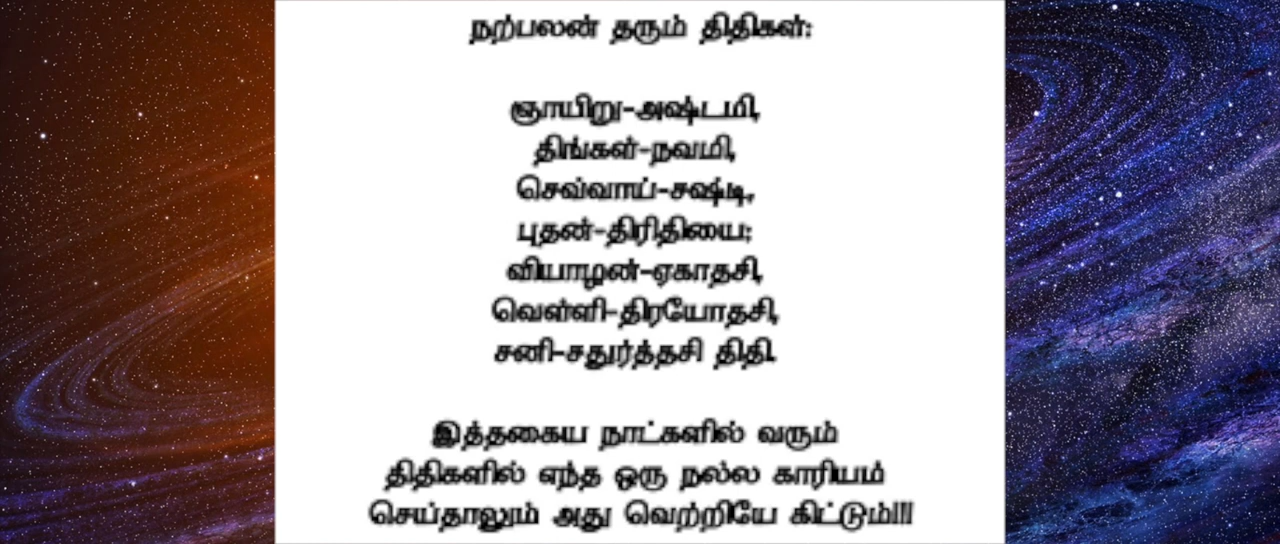 நற்பலன் தரும் திதிகள்:
ஞாயிறு-அஷ்டமி,
திங்கள்-நவமி,
செவ்வாய்-சஷ்டி,
புதன்-திரிதியை;
வியாழன்-ஏகாதசி,
வெள்ளி-திரயோதசி,
சனி-சதுர்த்தசி திதி.
இத்தகைய நாட்களில் வரும்
திதிகளில் எந்த ஒரு நல்ல காரியம்
செய்தாலும் அது வெற்றியே கிட்டும்!!!